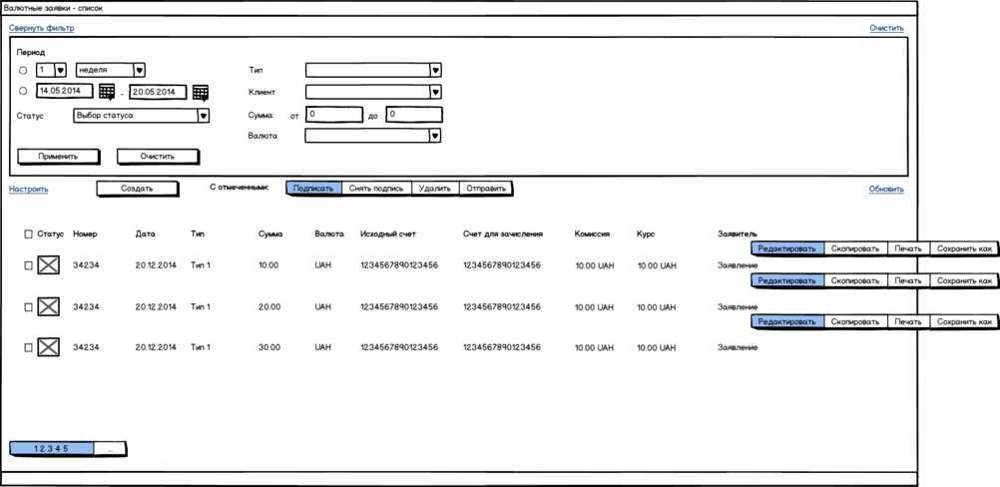 Валютные заявки - список
Свернуть фильтр Очистить
Период
1 неделя Тип
14.05.2014 - 20.05.2014 Клиент
Статус Выбор статуса Сумма: от 0 до 0
Валюта
Применить Очистить
Настроить Создать С отмеченными: Подписать Снять подпись Удалить Отправить Обновить
Статус Номер Дата Тип Сумма Валюта Исходный счет Счет для зачисления Комиссия Курс Заявитель
Редактировать Скопировать Печать Сохранить как
34234 20.12.2014 Тип 1 10.00 UAH 1234567890123456 1234567890123456 10.00 UAH 10.00 UAH Заявление
Редактировать Скопировать Печать Сохранить как
34234 20.12.2014 Тип 1 20.00 UAH 1234567890123456 1234567890123456 10.00 UAH 10.00 UAH Заявление
Редактировать Скопировать Печать Сохранить как
34234 20.12.2014 Тип 1 30.00 UAH 1234567890123456 1234567890123456 10.00 UAH 10.00 UAH Заявление
1 2 3 4 5 ...